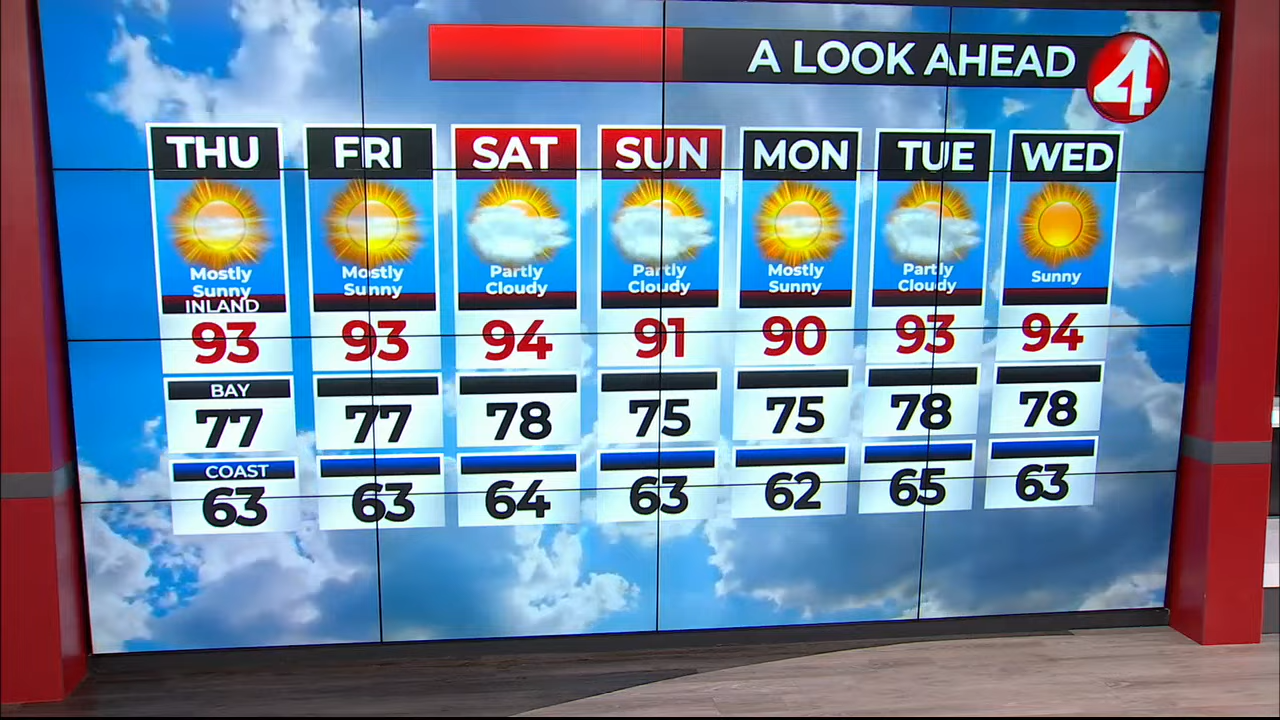 A LOOK AHEAD
4
THU FRI SAT SUN MON TUE WED
Mostly Sunny Mostly Sunny Partly Cloudy Partly Cloudy Mostly Sunny Partly Cloudy Sunny
INLAND
93 93 94 91 90 93 94
BAY
77 77 78 75 75 78 78
COAST
63 63 64 63 62 65 63